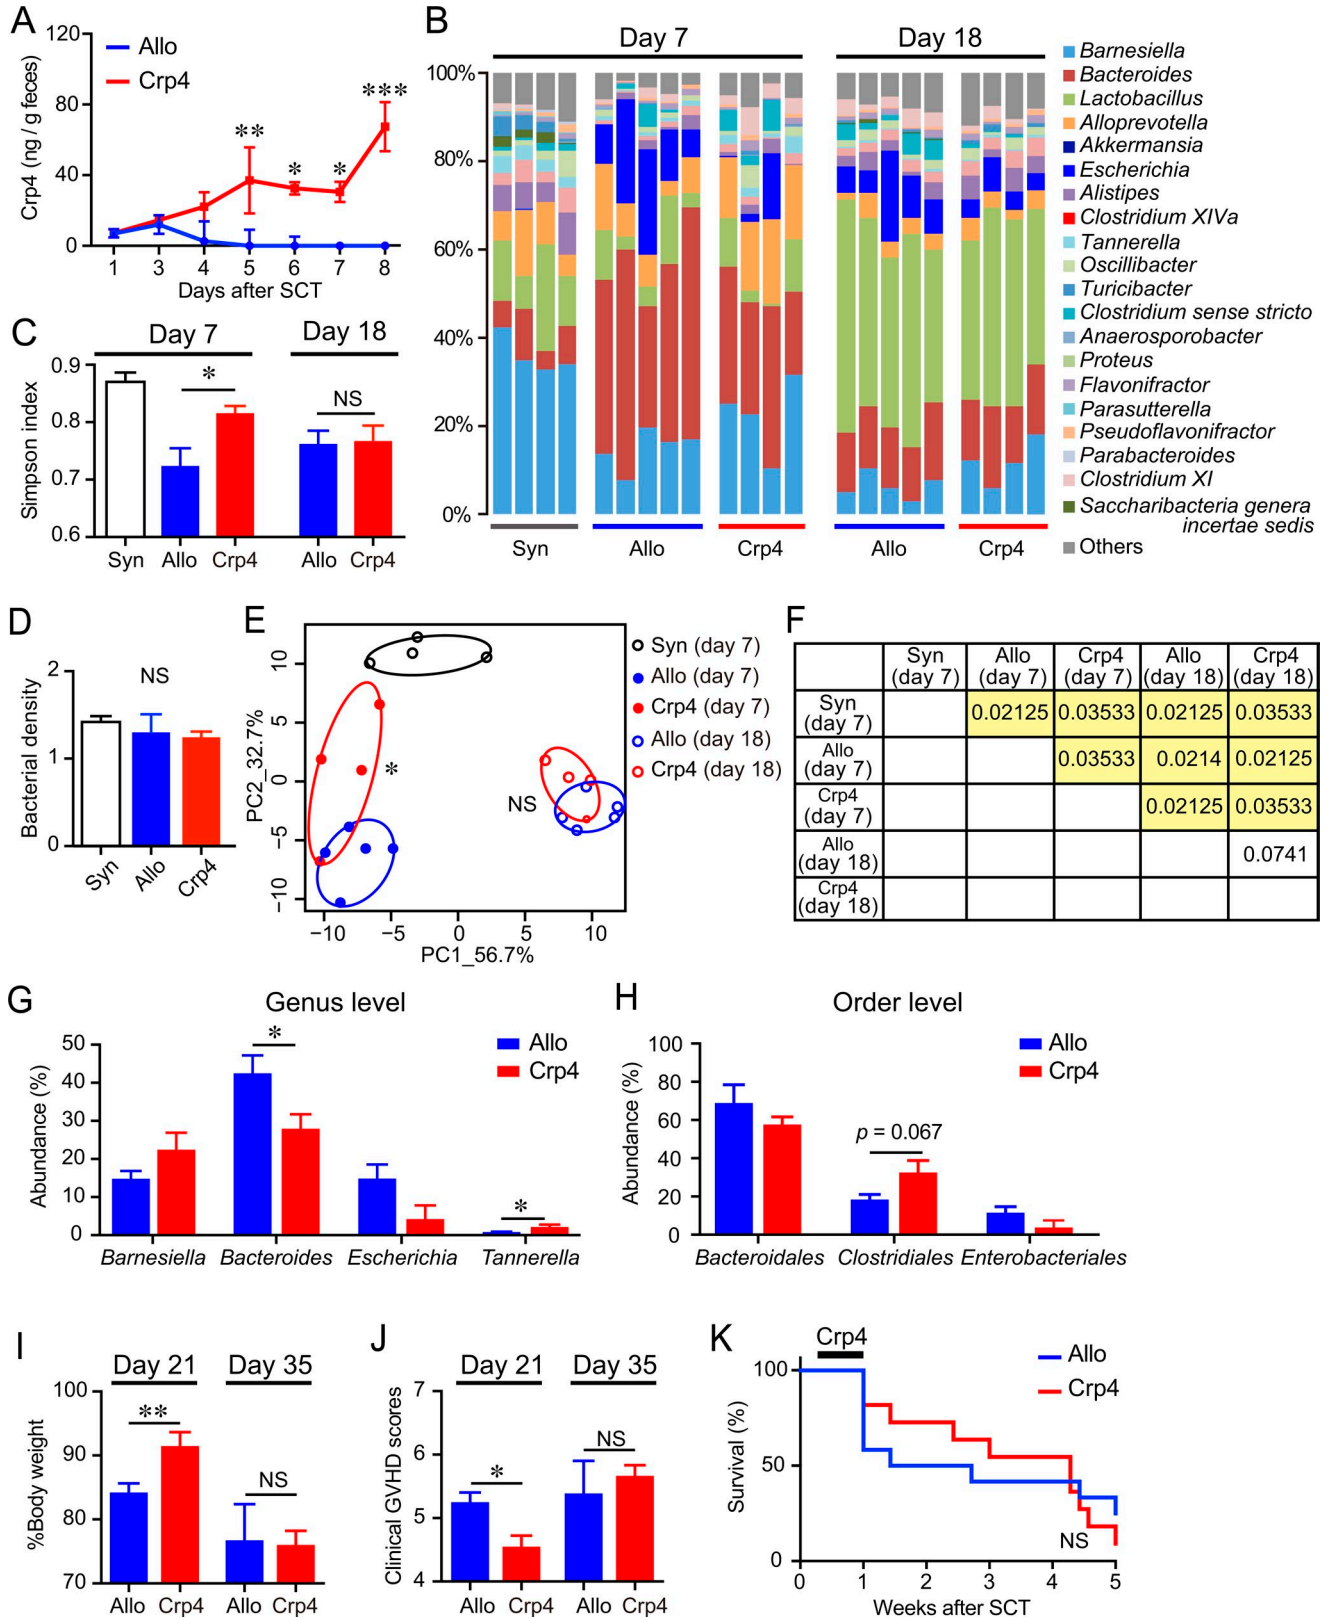 A
120
80
40
0
Crp4 (ng / g feces)
Allo
Crp4
**
*
*
***
1 3 4 5 6 7 8
Days after SCT
B
Day 7
Day 18
100%
80%
60%
40%
20%
0%
Syn
Allo
Crp4
Allo
Crp4
Barnesiella
Bacteroides
Lactobacillus
Alloprevotella
Akkermansia
Escherichia
Alistipes
Clostridium XIVa
Tannerella
Oscillibacter
Turicibacter
Clostridium sense stricto
Anaerosporobacter
Proteus
Flavonifractor
Parasutterella
Pseudoflavonifractor
Parabacteroides
Clostridium XI
Saccharibacteria genera
incertae sedis
Others
C
Day 7
Day 18
0.9
0.8
0.7
0.6
Simpson index
*
NS
Syn Allo Crp4 Allo Crp4
D
2
1
0
Bacterial density
NS
Syn
Allo
Crp4
E
10
5
0
−5
−10
PC2_32.7%
*
NS
−10 −5 0 5 10
PC1_56.7%
Syn (day 7)
Allo (day 7)
Crp4 (day 7)
Allo (day 18)
Crp4 (day 18)
F
Syn (day 7) Allo (day 7) Crp4 (day 7) Allo (day 18) Crp4 (day 18)
Syn (day 7) 0.02125 0.03533 0.02125 0.03533
Allo (day 7) 0.03533 0.0214 0.02125
Crp4 (day 7) 0.02125 0.03533
Allo (day 18) 0.0741
Crp4 (day 18)
G
Genus level
50
40
30
20
10
0
Abundance (%)
*
*
Allo
Crp4
Barnesiella Bacteroides Escherichia Tannerella
H
Order level
100
80
60
40
20
0
Abundance (%)
p = 0.067
Allo
Crp4
Bacteroidales Clostridiales Enterobacteriales
I
Day 21
Day 35
100
90
80
70
%Body weight
**
NS
Allo Crp4 Allo Crp4
J
Day 21
Day 35
7
6
5
4
Clinical GVHD scores
*
NS
Allo Crp4 Allo Crp4
K
Crp4
100
50
0
Survival (%)
Allo
Crp4
NS
0 1 2 3 4 5
Weeks after SCT